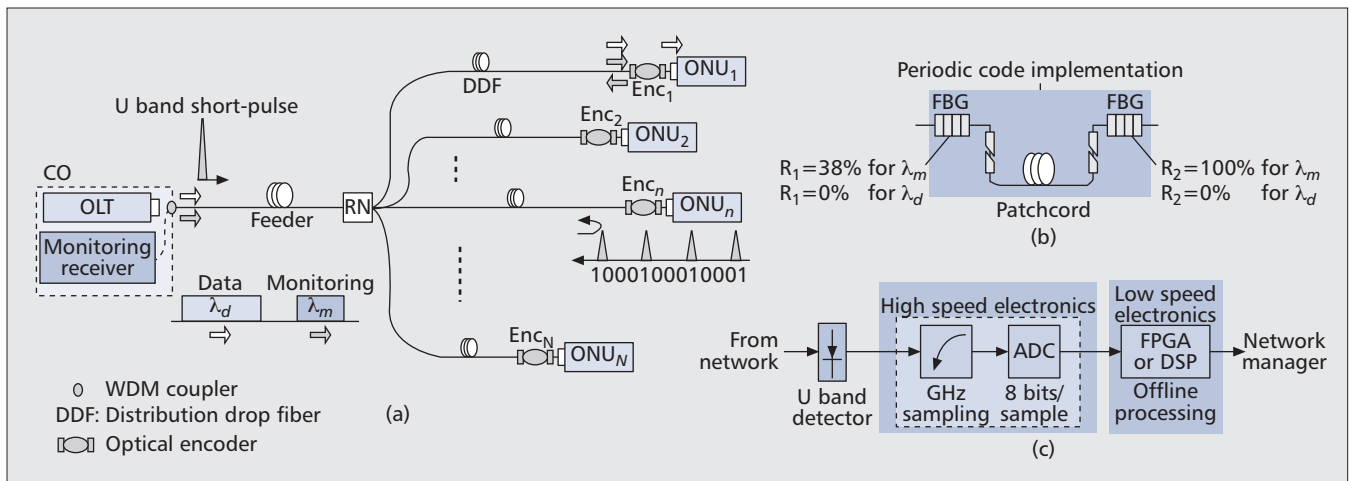 U band short-pulse
CO
OLT
Monitoring
receiver
Feeder
RN
DDF
Enc1
ONU1
Enc2
ONU2
Encn
ONUn
1000100010001
EncN
ONUN
Data
λd
Monitoring
λm
WDM coupler
DDF: Distribution drop fiber
Optical encoder
(a)
Periodic code implementation
FBG
FBG
R1=38% for λm
R1=0% for λd
R2=100% for λm
R2=0% for λd
Patchcord
(b)
From
network
U band
detector
High speed electronics
GHz
sampling
ADC
8 bits/
sample
Low speed
electronics
FPGA
or DSP
Offline
processing
Network
manager
(c)